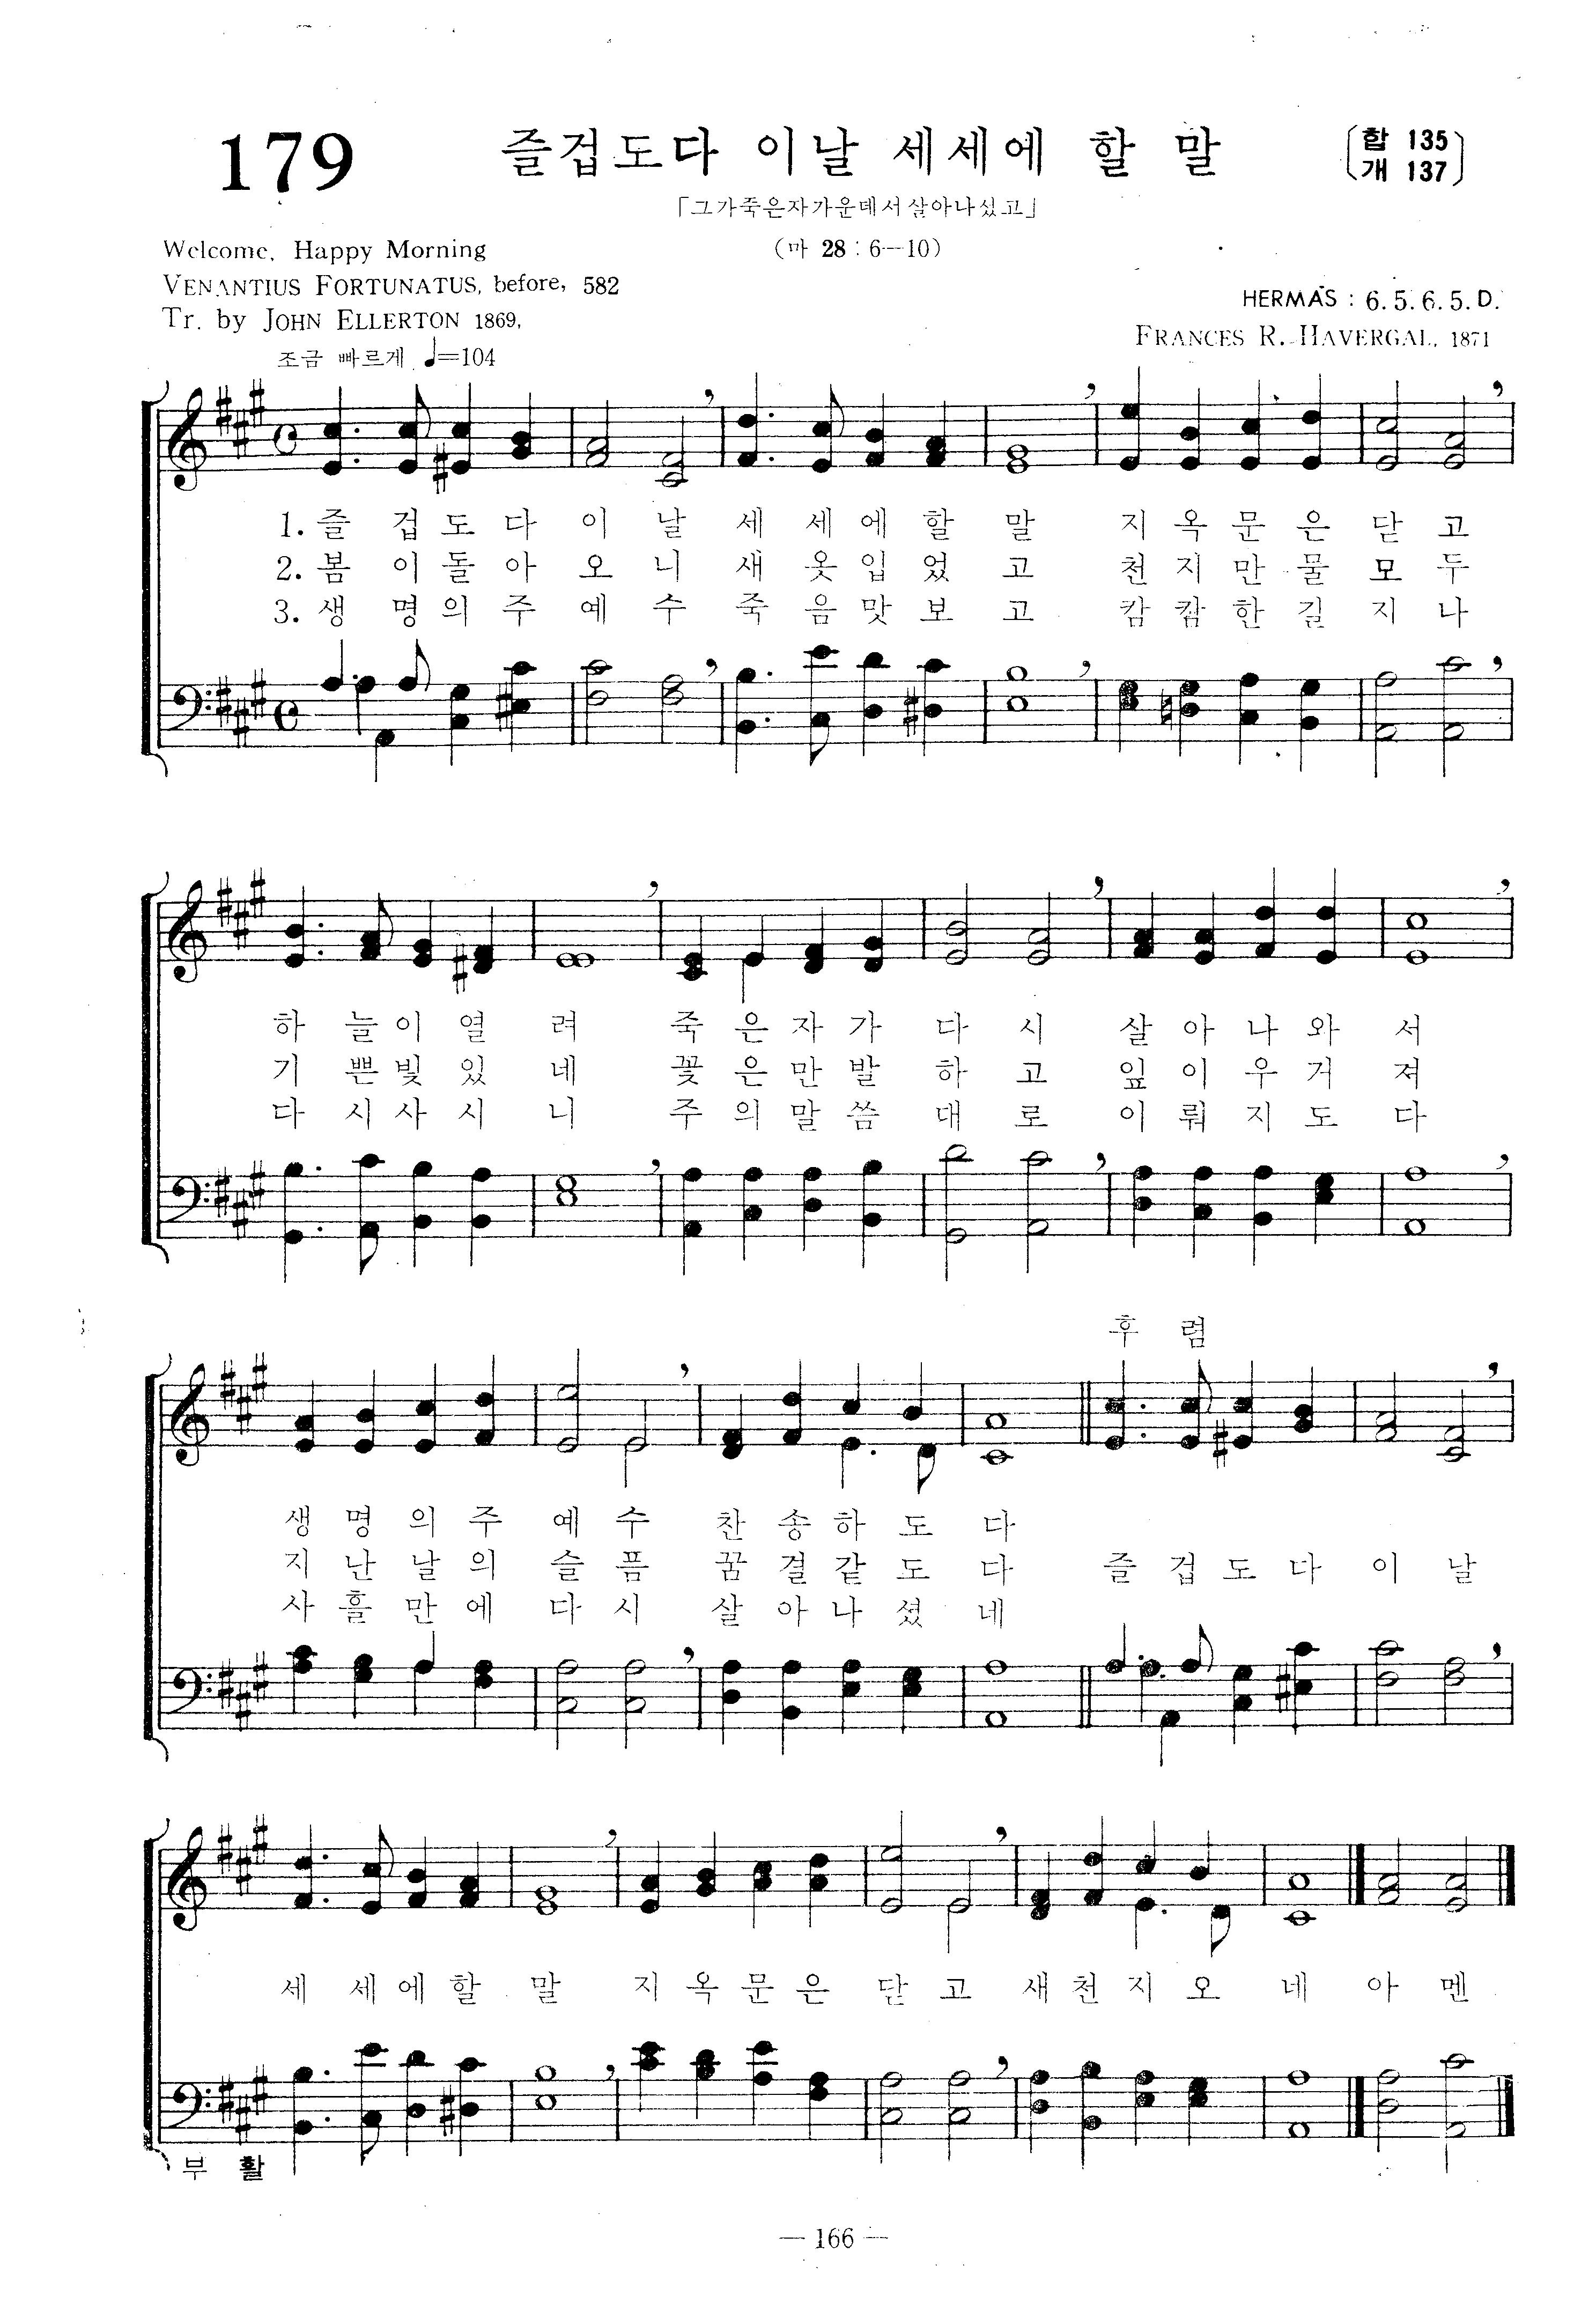 179 즐겁도다 이날 세세에 할 말 〔합 135 개 137〕
「그가죽은자가운데서살아나셨고」
Welcome, Happy Morning (마 28 : 6—10)
VENANTIUS FORTUNATUS, before, 582
HERMAS : 6. 5. 6. 5. D.
Tr. by JOHN ELLERTON 1869,
FRANCES R. HAVERGAL, 1871
조금 빠르게 ♩=104
1. 즐 겁 도 다 이 날 세 세 에 할 말 지 옥 문 은 닫 고
2. 봄 이 돌 아 오 니 새 옷 입 었 고 천 지 만 물 모 두
3. 생 명 의 주 예 수 죽 음 맛 보 고 캄 캄 한 길 지 나
하 늘 이 열 려 죽 은 자 가 다 시 살 아 나 와 서
기 쁜 빛 있 네 꽃 은 만 발 하 고 잎 이 우 거 져
다 시 사 시 니 주 의 말 씀 대 로 이 뤄 지 도 다
후 렴
생 명 의 주 예 수 찬 송 하 도 다
지 난 날 의 슬 픔 꿈 결 같 도 다 즐 겁 도 다 이 날
사 흘 만 에 다 시 살 아 나 셨 네
세 세 에 할 말 지 옥 문 은 닫 고 새 천 지 오 네 아 멘
부 활
— 166 —